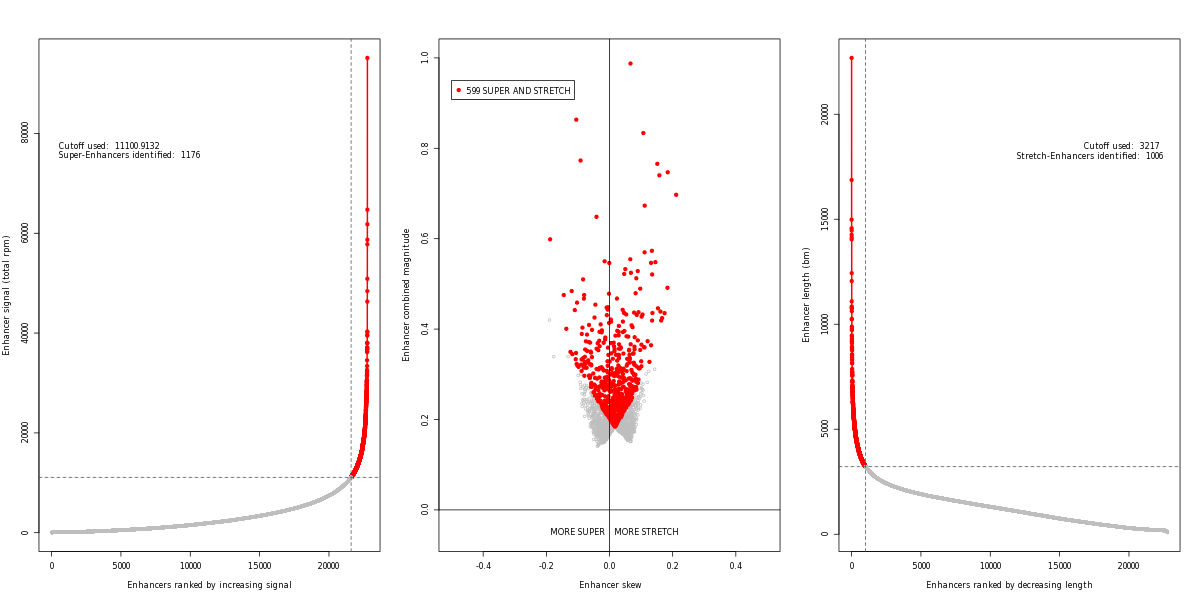 Cutoff used: 11100.9132
Super-Enhancers identified: 1176
Enhancer signal (total rpm)
0
20000
40000
60000
80000
0
5000
10000
15000
20000
Enhancers ranked by increasing signal
599 SUPER AND STRETCH
Enhancer combined magnitude
0.0
0.2
0.4
0.6
0.8
1.0
MORE SUPER
MORE STRETCH
-0.4
-0.2
0.0
0.2
0.4
Enhancer skew
Cutoff used: 3217
Stretch-Enhancers identified: 1006
Enhancer length (bm)
0
5000
10000
15000
20000
0
5000
10000
15000
20000
Enhancers ranked by decreasing length